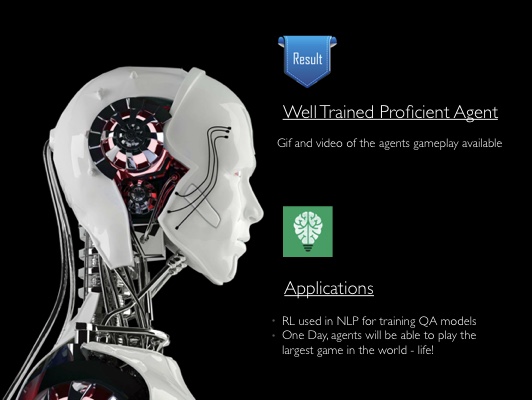 Result
Well Trained Proficient Agent
Gif and video of the agents gameplay available
Applications
• RL used in NLP for training QA models
• One Day, agents will be able to play the
largest game in the world - life!